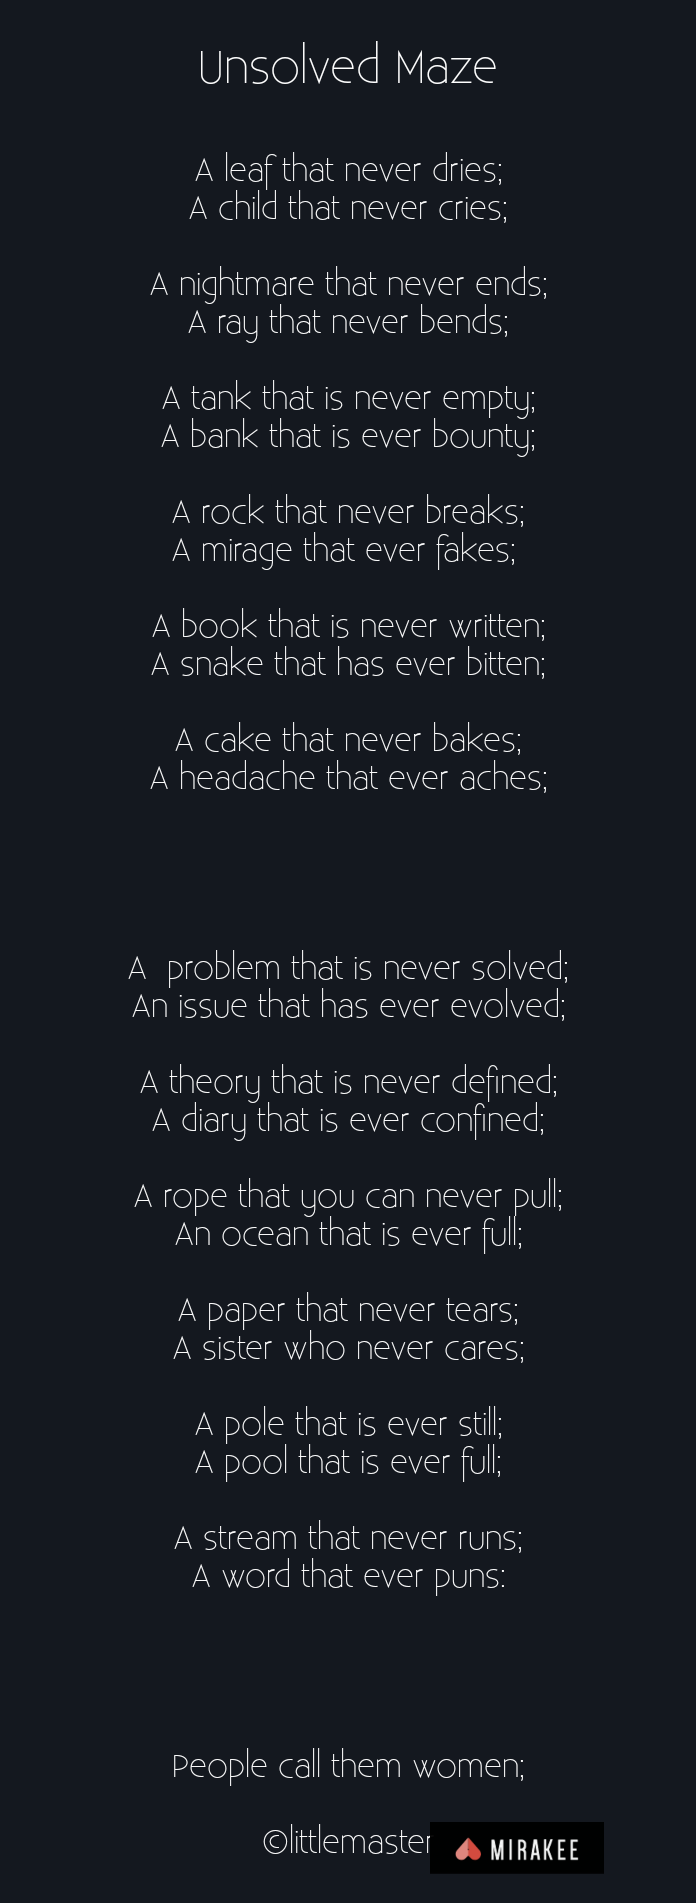 Unsolved Maze
A leaf that never dries;
A child that never cries;
A nightmare that never ends;
A ray that never bends;
A tank that is never empty;
A bank that is ever bounty;
A rock that never breaks;
A mirage that ever fakes;
A book that is never written;
A snake that has ever bitten;
A cake that never bakes;
A headache that ever aches;
A  problem that is never solved;
An issue that has ever evolved;
A theory that is never defined;
A diary that is ever confined;
A rope that you can never pull;
An ocean that is ever full;
A paper that never tears;
A sister who never cares;
A pole that is ever still;
A pool that is ever full;
A stream that never runs;
A word that ever puns:
People call them women;
©littlemaster
MIRAKEE